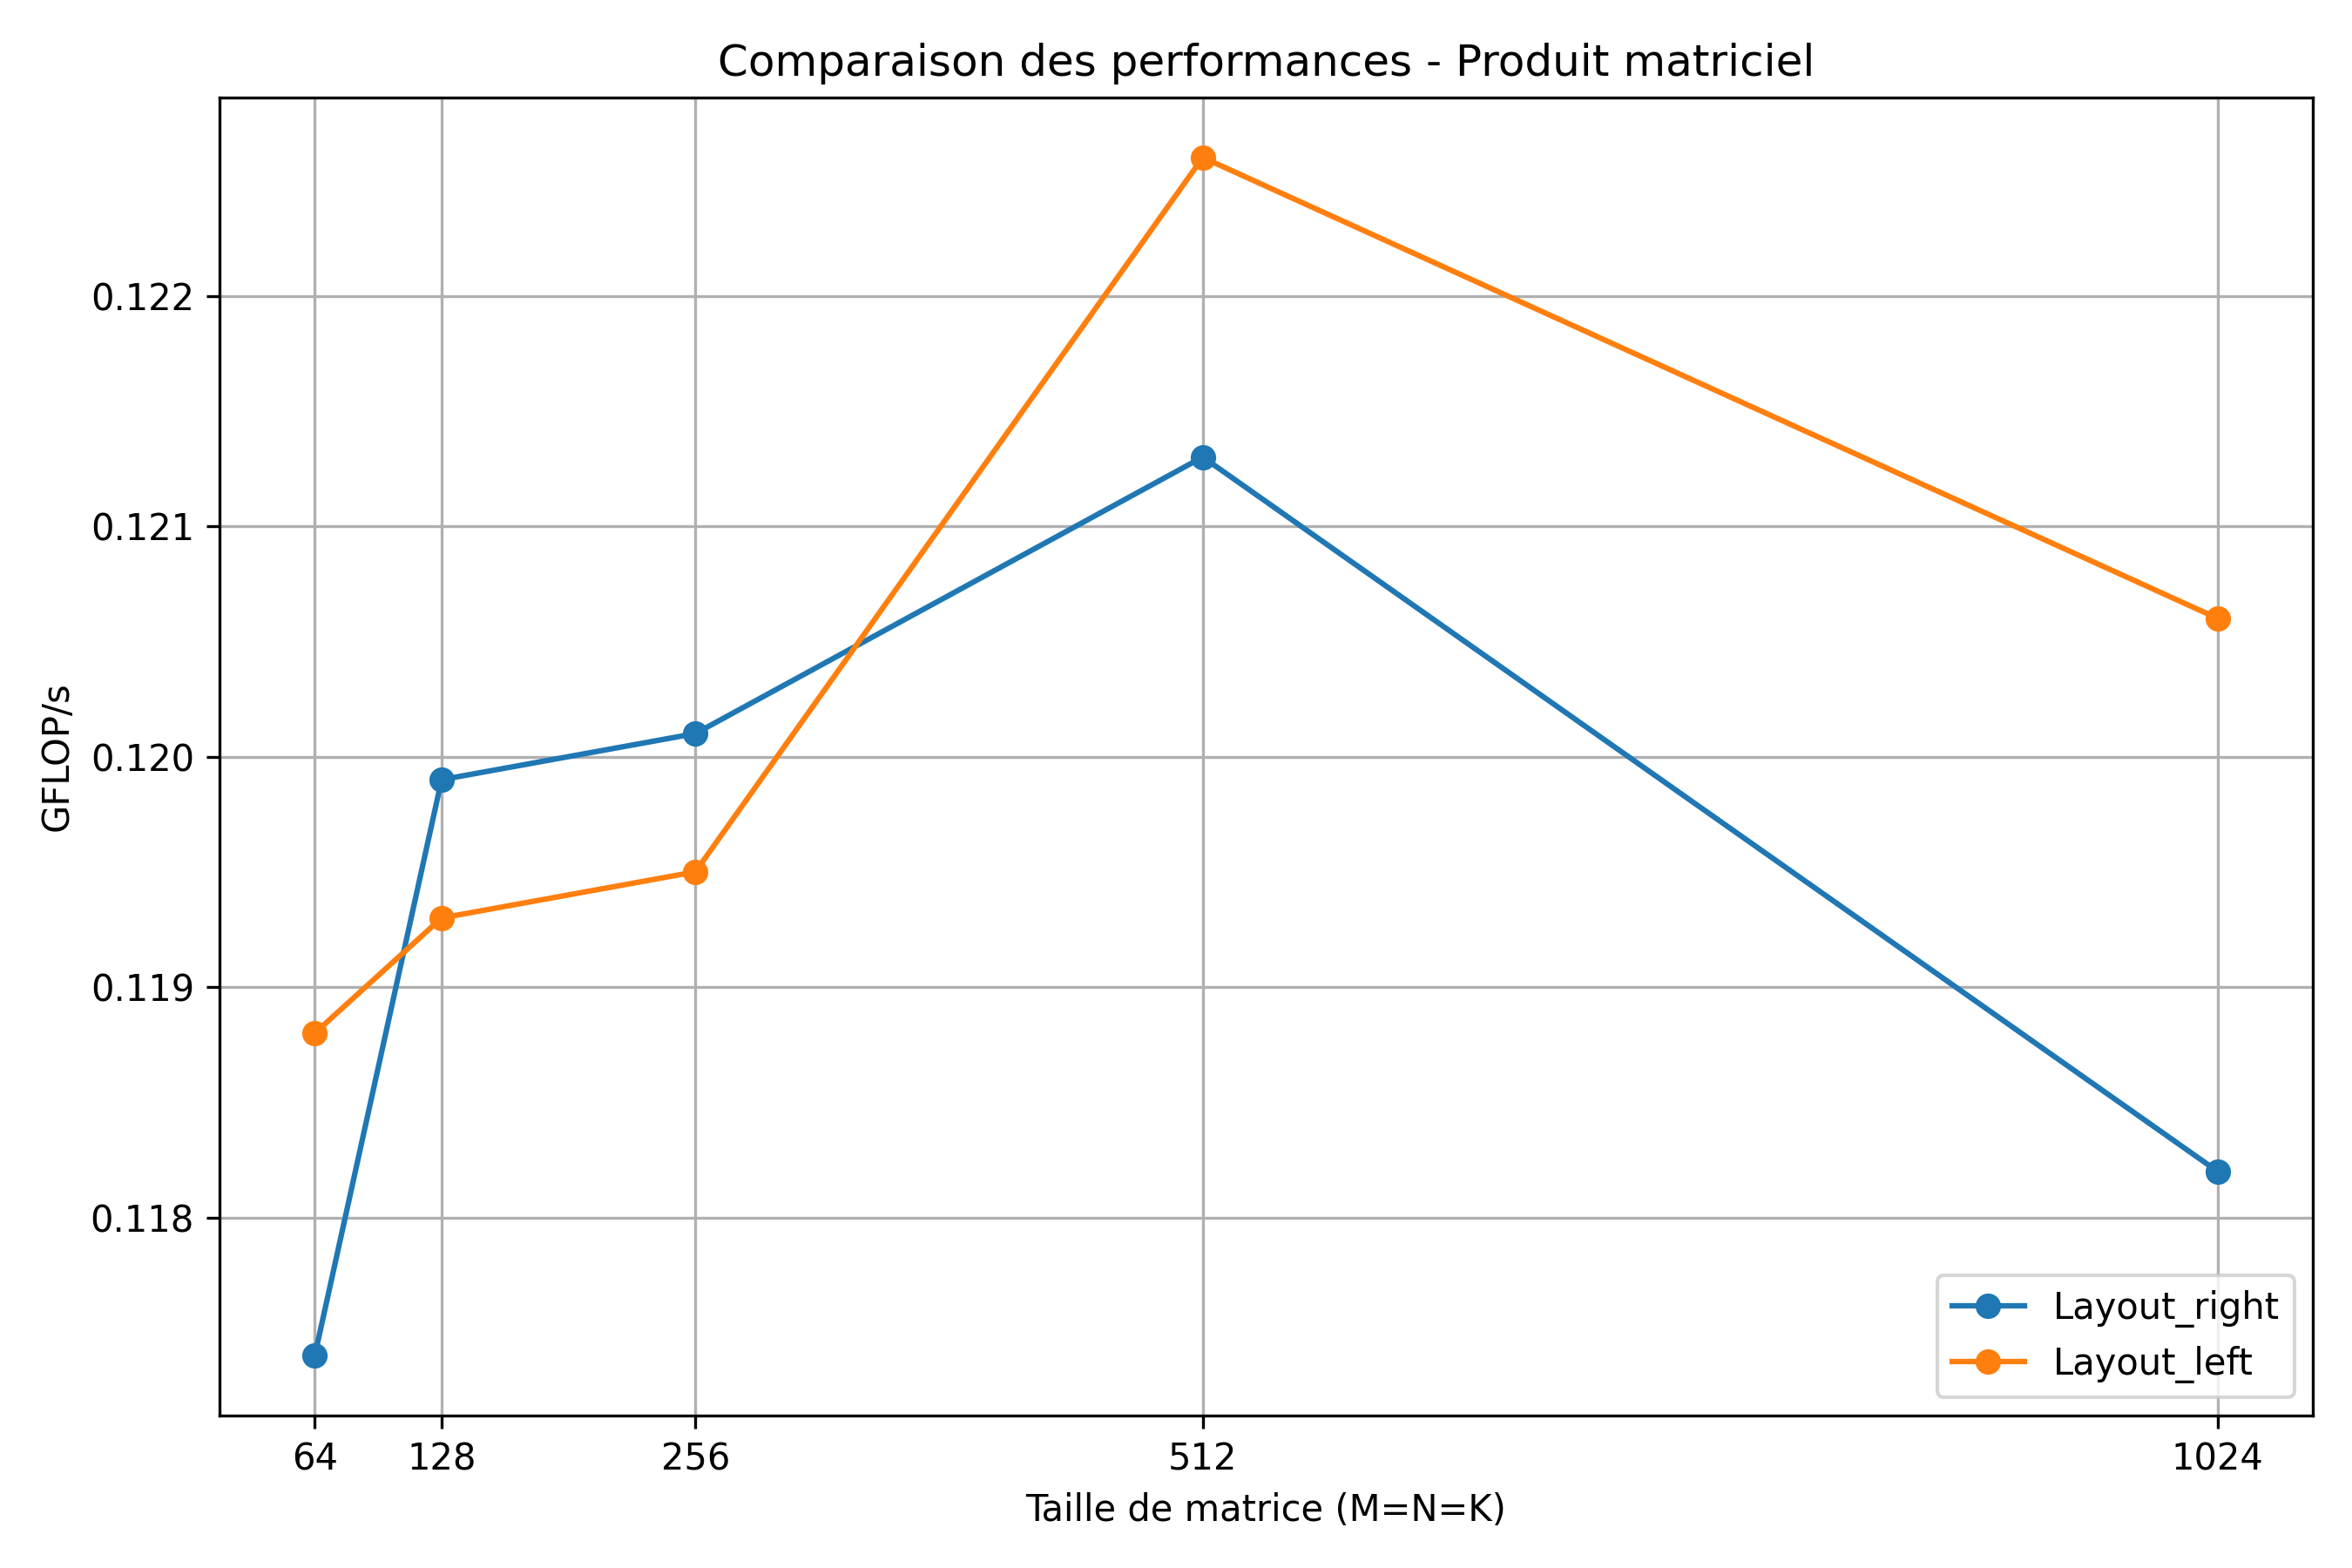 Comparaison des performances - Produit matriciel
GFLOP/s
0.122
0.121
0.120
0.119
0.118
64 128 256 512 1024
Taille de matrice (M=N=K)
Layout_right
Layout_left